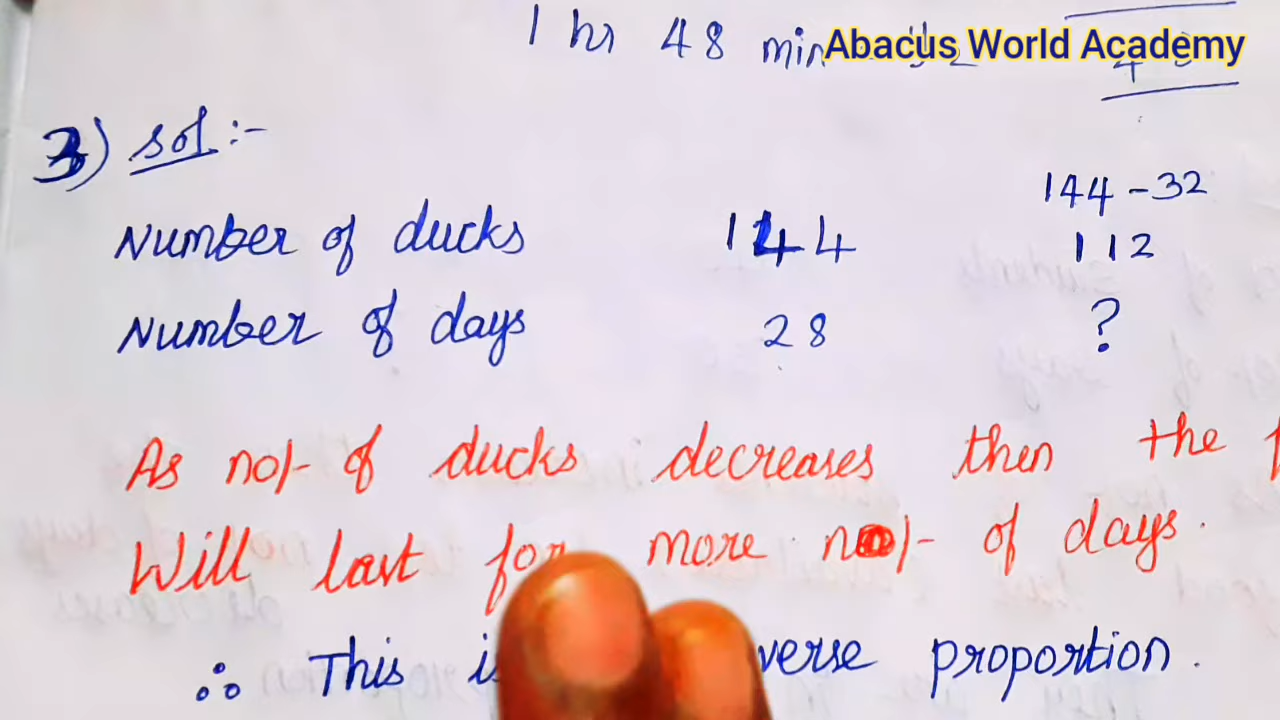 1 hr 48 min
Abacus World Academy
3) sol :-
144 - 32
Number of ducks 144 112
Number of days 28 ?
As no/- of ducks decreases then the
Will last for more no/- of days.
∴ This verse proportion.